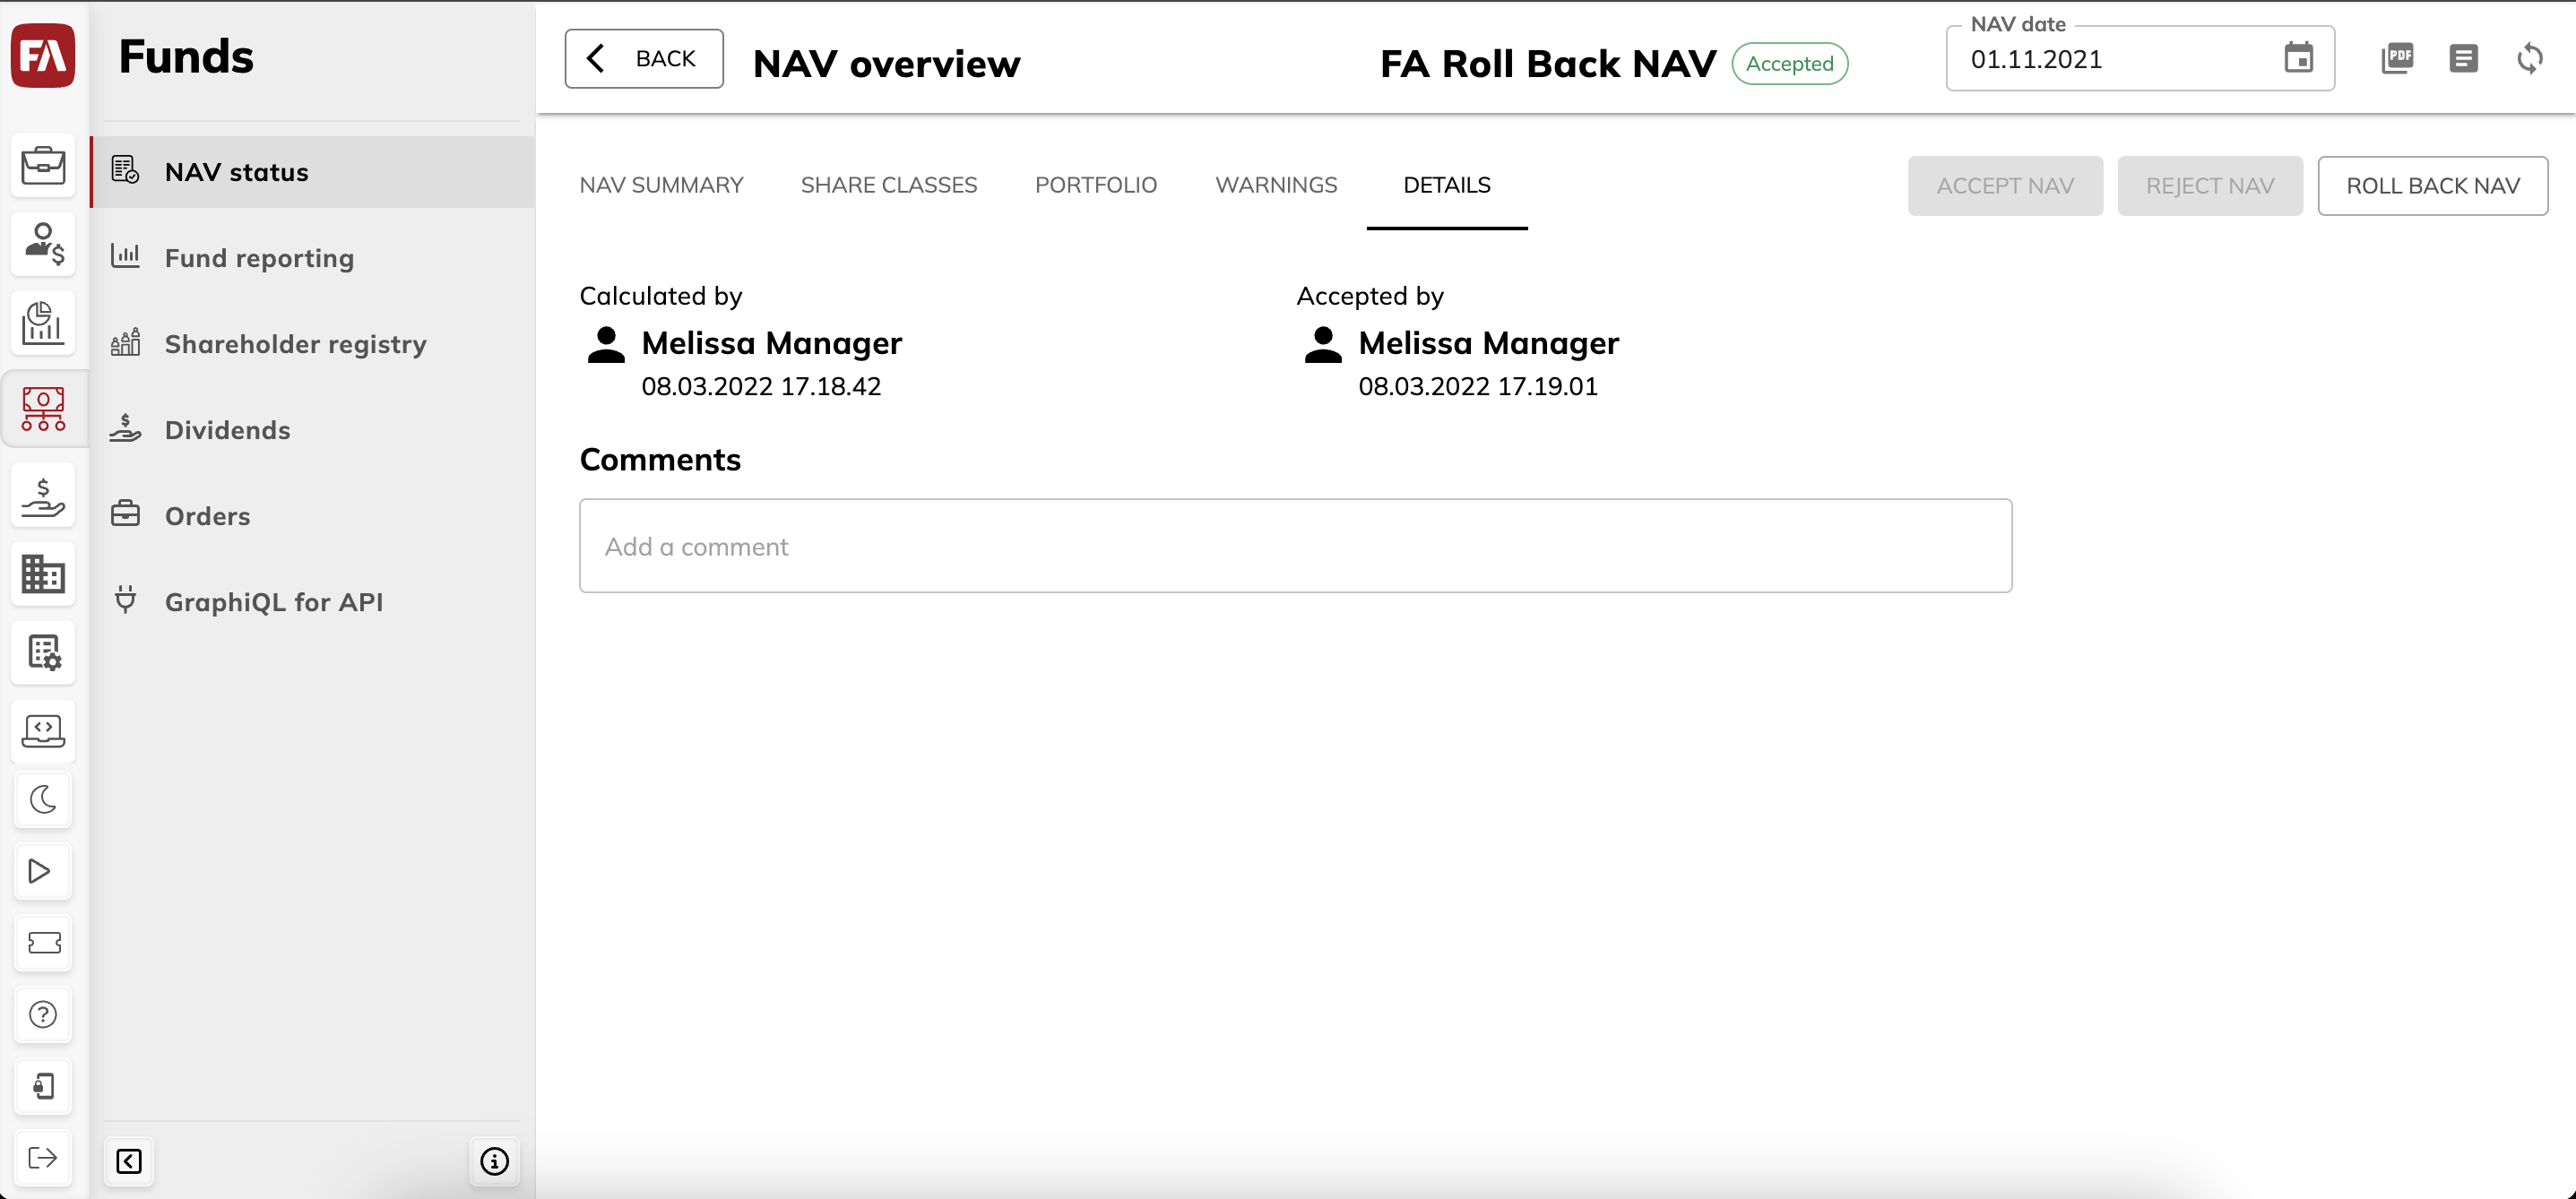 FA
Funds
NAV status
Fund reporting
Shareholder registry
Dividends
Orders
GraphiQL for API
BACK
NAV overview
FA Roll Back NAV
Accepted
NAV date
01.11.2021
PDF
NAV SUMMARY
SHARE CLASSES
PORTFOLIO
WARNINGS
DETAILS
ACCEPT NAV
REJECT NAV
ROLL BACK NAV
Calculated by
Melissa Manager
08.03.2022 17.18.42
Accepted by
Melissa Manager
08.03.2022 17.19.01
Comments
Add a comment